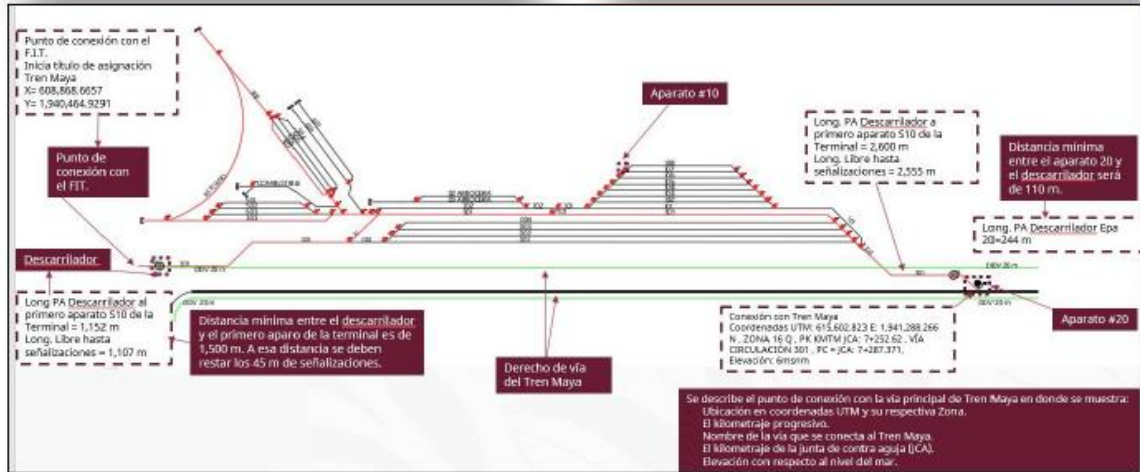 Punto de conexión con el
F.I.T.
Inicia título de asignación
Tren Maya
X= 608,868.6657
Y= 1,940,464.9291
Punto de
conexión con
el FIT.
Aparato #10
Long. PA Descarrilador a
primero aparato S10 de la
Terminal = 2,600 m
Long. Libre hasta
señalizaciones = 2,555 m
Distancia mínima
entre el aparato 20 y
el descarrilador será
de 110 m.
Long. PA Descarrilador Epa
20=244 m
Descarrilador
Long PA Descarrilador al
primero aparato S10 de la
Terminal = 1,152 m
Long. Libre hasta
señalizaciones = 1,107 m
Distancia mínima entre el descarrilador
y el primero aparo de la terminal es de
1,500 m. A esa distancia se deben
restar los 45 m de señalizaciones.
Derecho de vía
del Tren Maya
Conexión con Tren Maya
Coordenadas UTM: 615,602.823 E: 1,941,288.266
N , ZONA 16 Q , PK KMTM JCA: 7+252.62 , VÍA
CIRCULACIÓN 301 , PC = JCA: 7+287.371,
Elevación: 6msnm
Aparato #20
Se describe el punto de conexión con la vía principal de Tren Maya en donde se muestra:
Ubicación en coordenadas UTM y su respectiva Zona.
El kilometraje progresivo.
Nombre de la vía que se conecta al Tren Maya.
El kilometraje de la junta de contra aguja (JCA).
Elevación con respecto al nivel del mar.